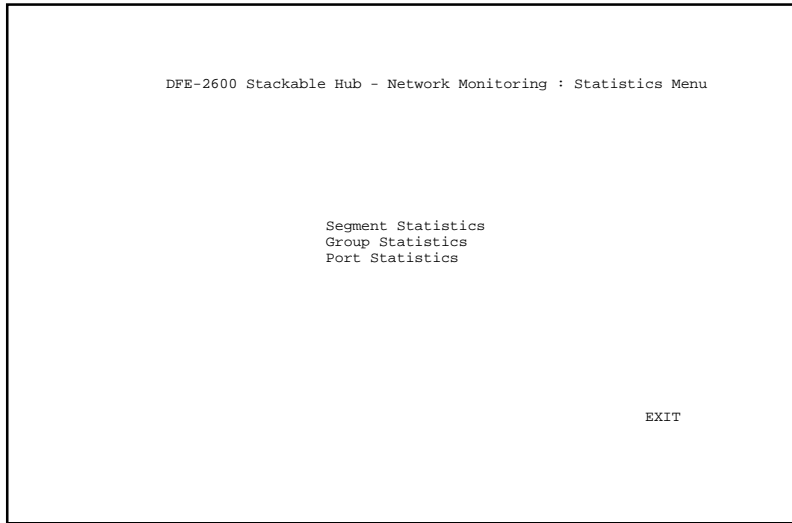 DFE-2600 Stackable Hub - Network Monitoring : Statistics Menu
Segment Statistics
Group Statistics
Port Statistics
EXIT